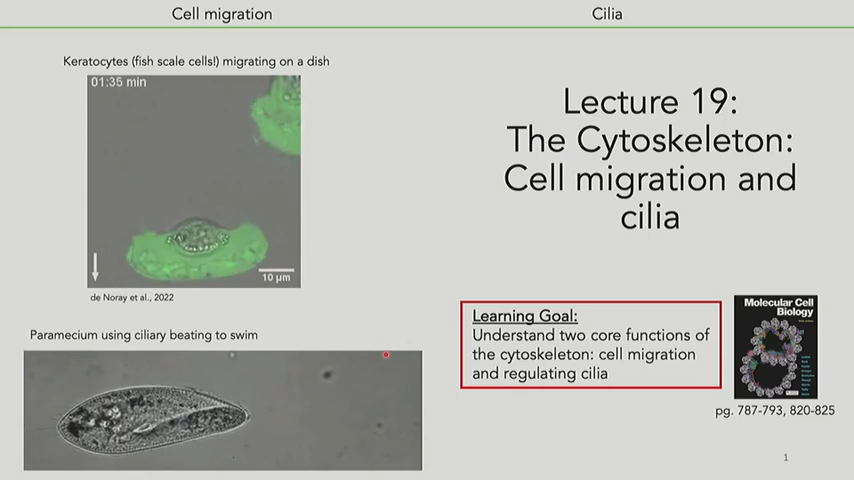 Cell migration
Cilia
Keratocytes (fish scale cells!) migrating on a dish
01:35 min
10 μm
de Noray et al., 2022
Paramecium using ciliary beating to swim
Lecture 19:
The Cytoskeleton:
Cell migration and
cilia
Learning Goal:
Understand two core functions of
the cytoskeleton: cell migration
and regulating cilia
Molecular Cell
Biology
pg. 787-793, 820-825
1